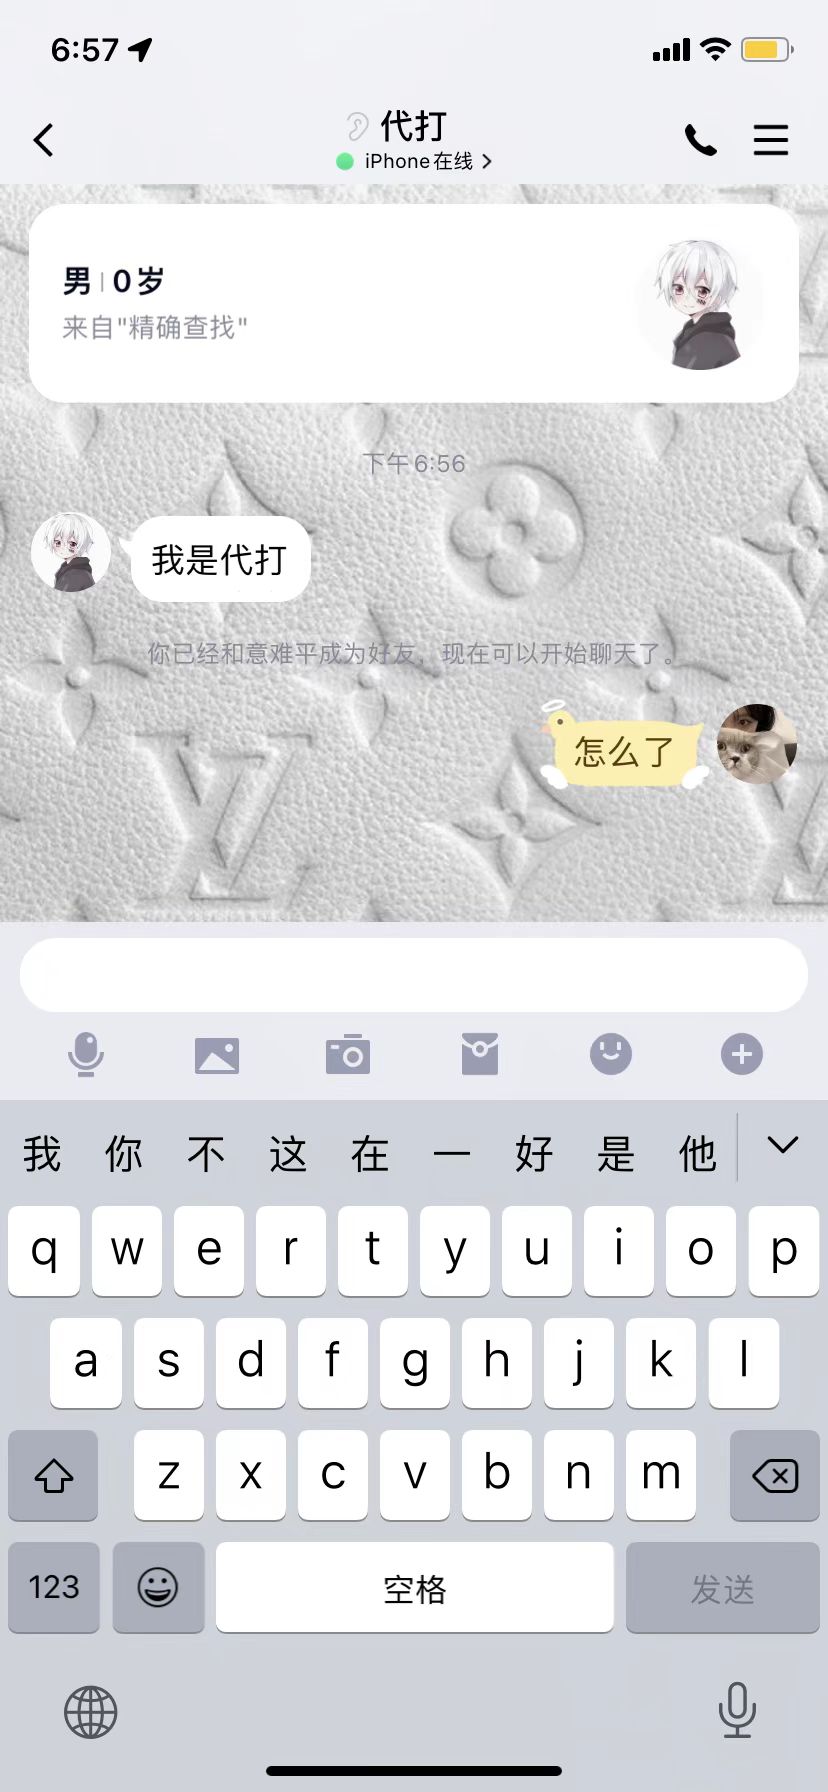 6:57
代打
iPhone在线
男 0岁
来自"精确查找"
下午6:56
我是代打
你已经和意难平成为好友，现在可以开始聊天了。
怎么了
LV
我 你 不 这 在 一 好 是 他
q w e r t y u i o p
a s d f g h j k l
z x c v b n m
123 空格 发送